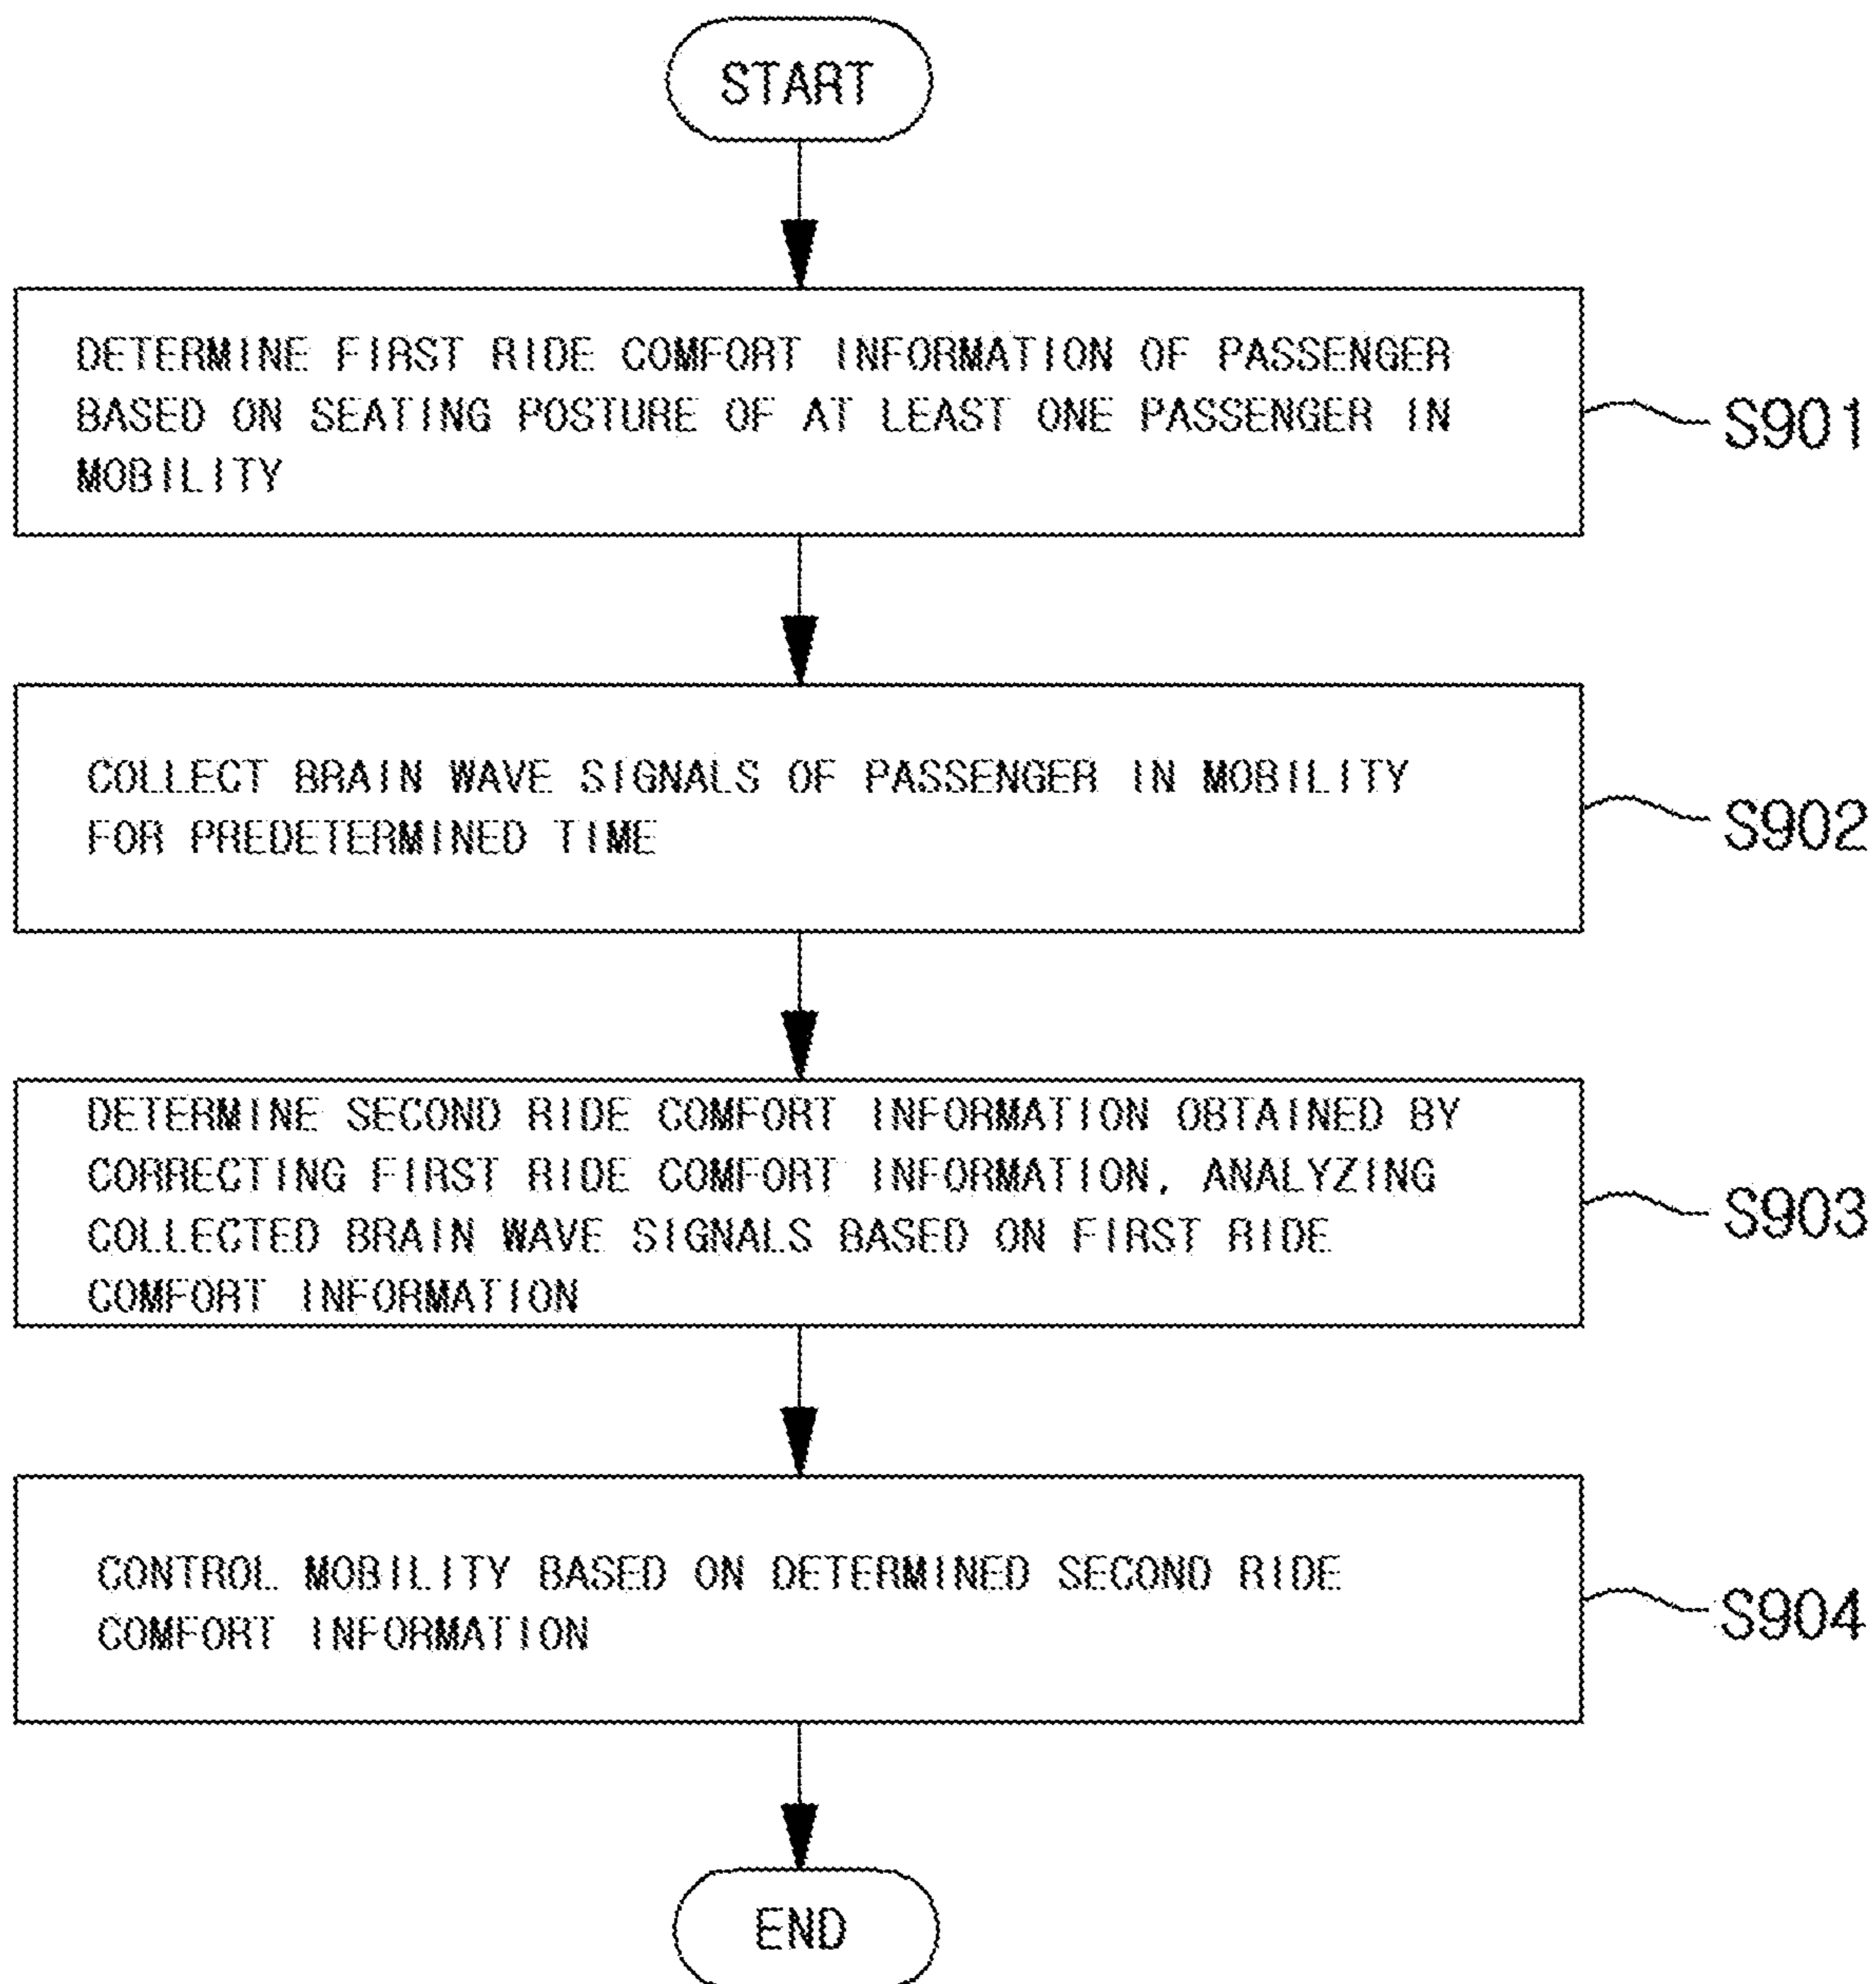 START
DETERMINE FIRST RIDE COMFORT INFORMATION OF PASSENGER
BASED ON SEATING POSTURE OF AT LEAST ONE PASSENGER IN
MOBILITY
S901
COLLECT BRAIN WAVE SIGNALS OF PASSENGER IN MOBILITY
FOR PREDETERMINED TIME
S902
DETERMINE SECOND RIDE COMFORT INFORMATION OBTAINED BY
CORRECTING FIRST RIDE COMFORT INFORMATION, ANALYZING
COLLECTED BRAIN WAVE SIGNALS BASED ON FIRST RIDE
COMFORT INFORMATION
S903
CONTROL MOBILITY BASED ON DETERMINED SECOND RIDE
COMFORT INFORMATION
S904
END